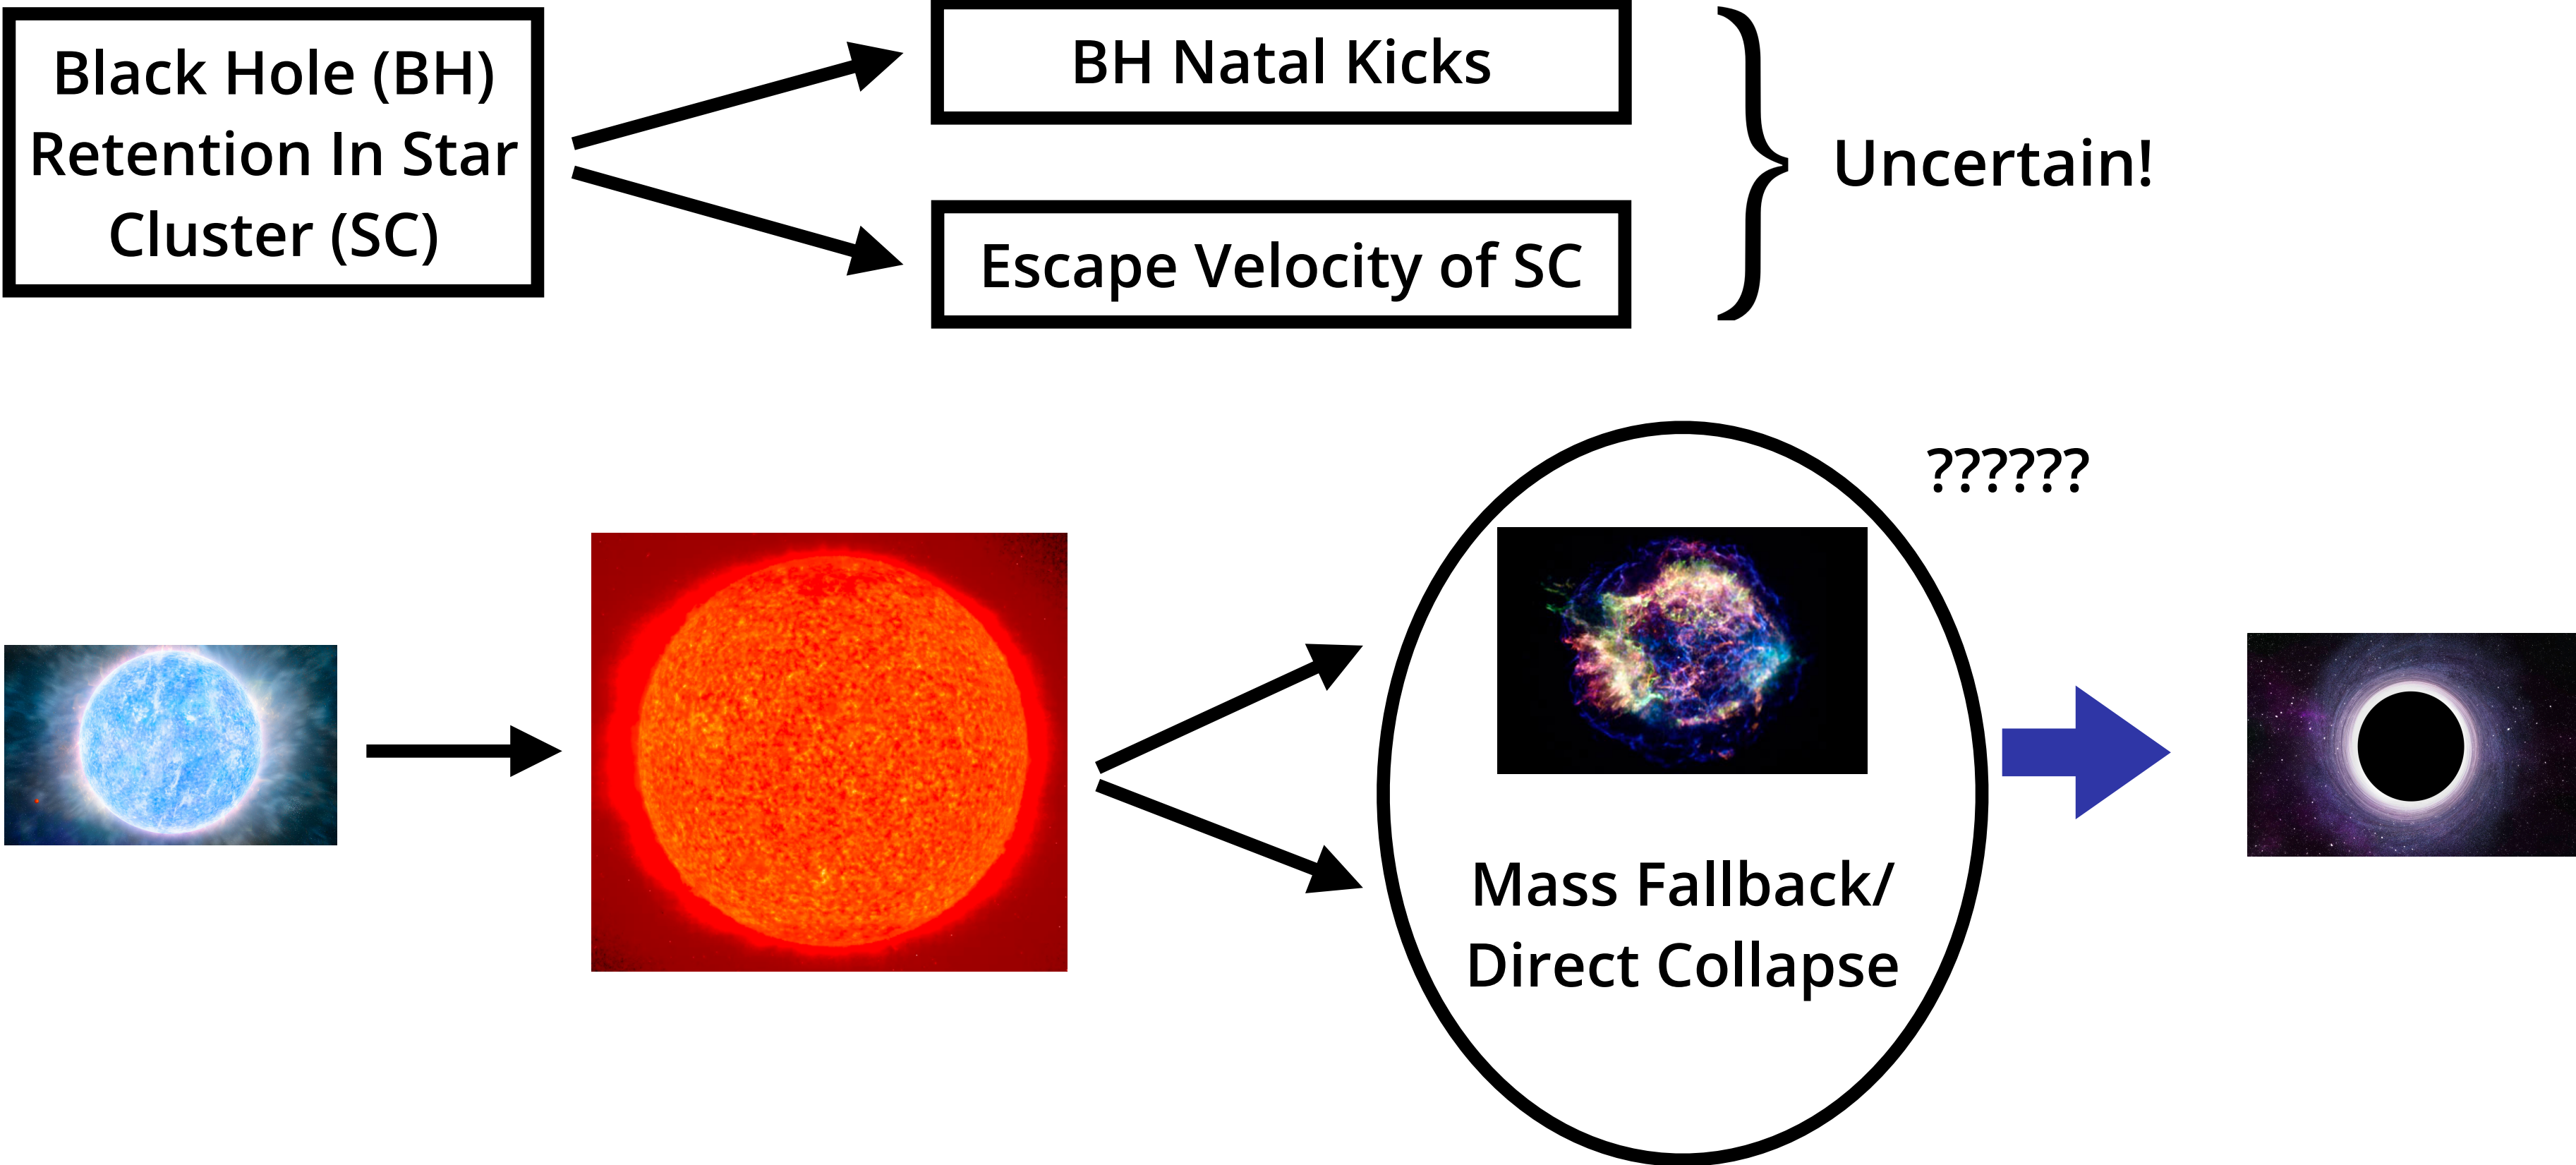 Black Hole (BH)
Retention In Star
Cluster (SC)
BH Natal Kicks
Escape Velocity of SC
Uncertain!
??????
Mass Fallback/
Direct Collapse